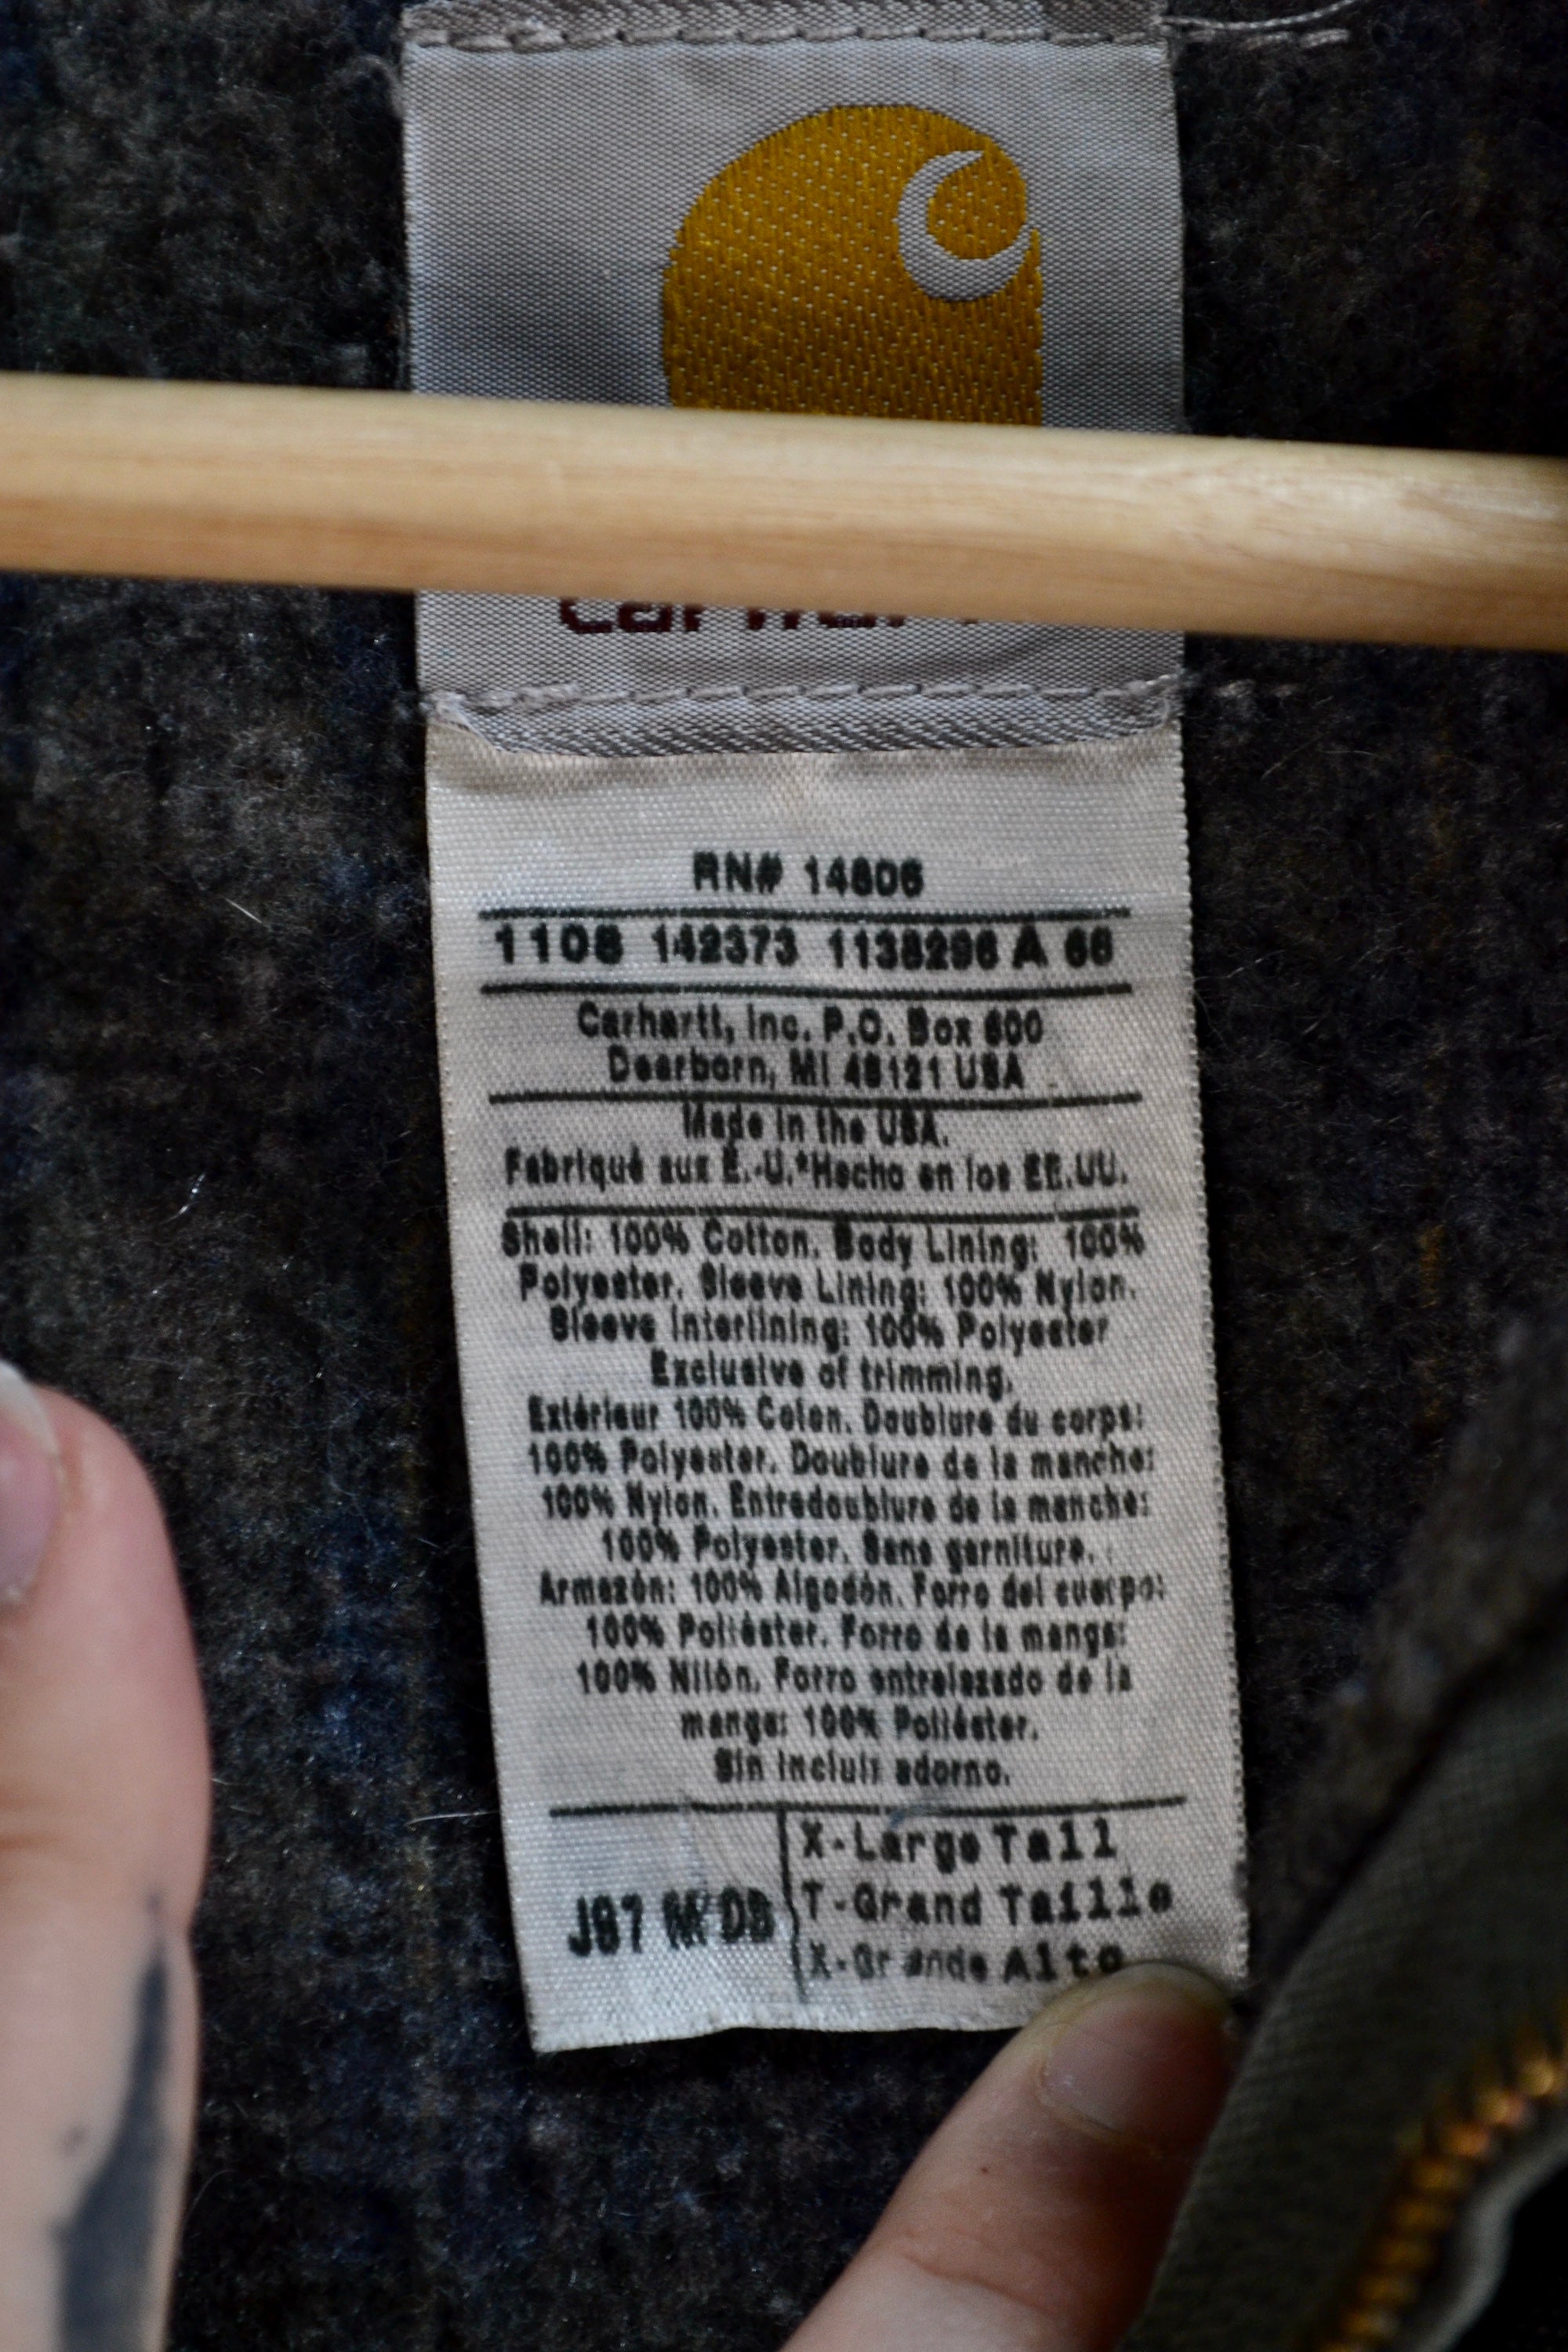 RN# 14806
1108 142373 1138296 A 66
Carhartt, Inc. P.O. Box 600
Dearborn, MI 48121 USA
Made in the USA.
Fabriqué aux É.-U.*Hecho en los EE.UU.
Shell: 100% Cotton. Body Lining: 100%
Polyester. Sleeve Lining: 100% Nylon.
Sleeve Interlining: 100% Polyester
Exclusive of trimming.
Extérieur 100% Coton. Doublure du corps:
100% Polyester. Doublure de la manche:
100% Nylon. Entredoublure de la manche:
100% Polyester. Sans garniture.
Armazón: 100% Algodón. Forro del cuerpo:
100% Poliéster. Forro de la manga:
100% Nilón. Forro entrelazado de la
manga: 100% Poliéster.
Sin incluir adorno.
X-Large Tall
J97 MDB T-Grand Taille
X-Grande Alto